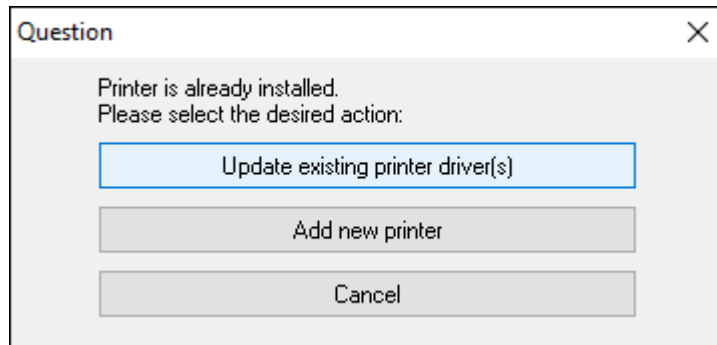 Question
Printer is already installed.
Please select the desired action:
Update existing printer driver(s)
Add new printer
Cancel